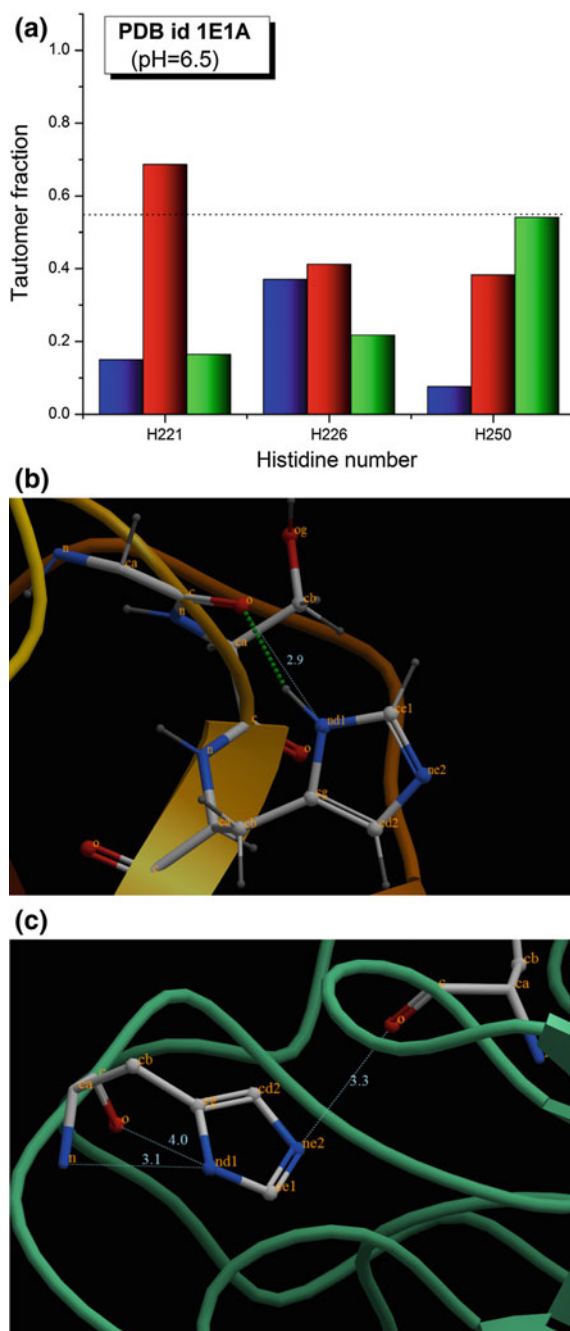 (a)
PDB id 1E1A
(pH=6.5)
Tautomer fraction
1.0
0.8
0.6
0.4
0.2
0.0
H221 H226 H250
Histidine number
(b)
og
n
ca
c
o
cb
n
ca
2.9
nd1
ce1
c
o
n
ne2
cg
cd2
ca
cb
o
c
(c)
cb
c
ca
o
cb
c
ca
cg
cd2
3.3
o
4.0
ne2
n
3.1
nd1
ce1